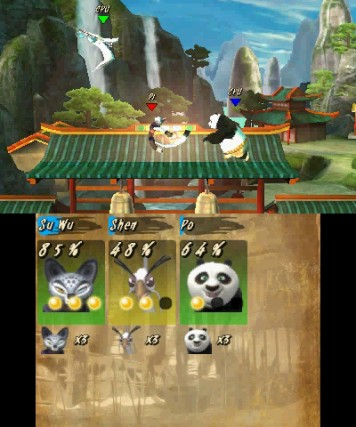 CPU
P1
CPU
Su Wu Shen Po
85% 48% 64%
x3 x3 x3